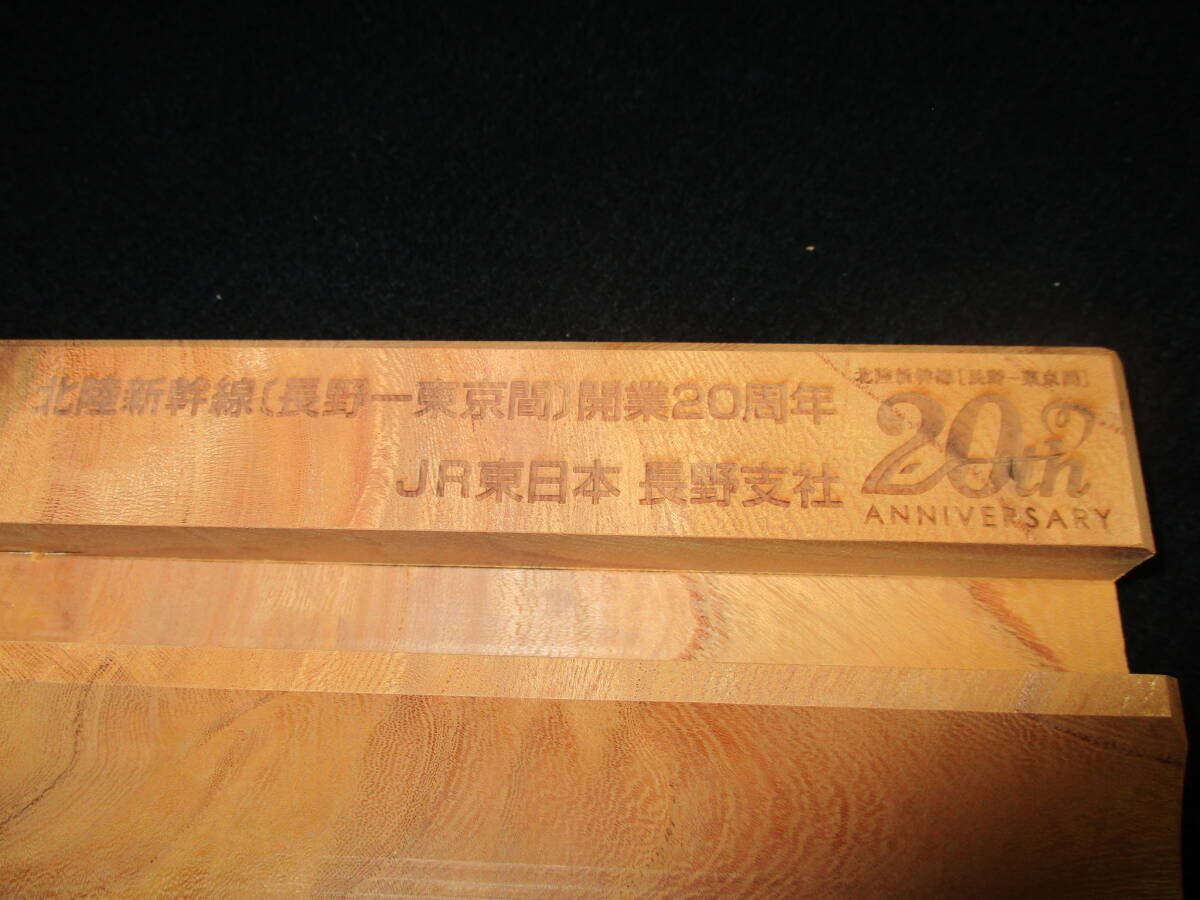 北陸新幹線〔長野ー東京間〕開業20周年
JR東日本 長野支社
北陸新幹線［長野ー東京間］
20th
ANNIVERSARY